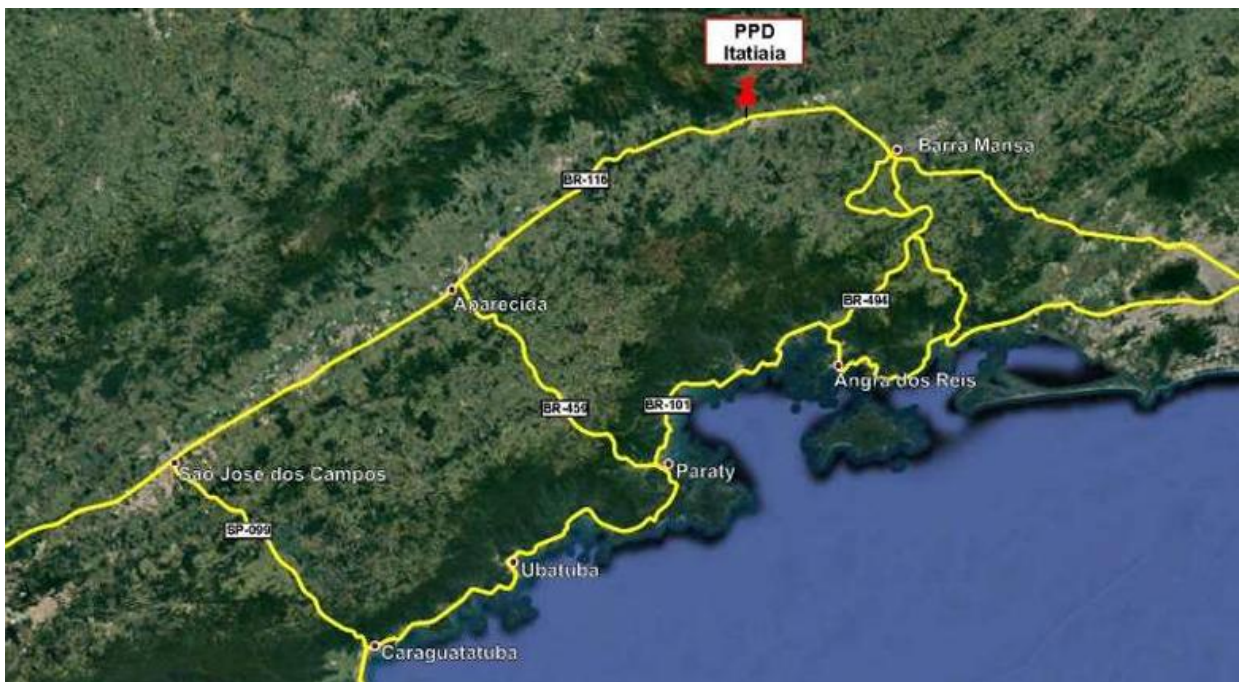 PPD
Itatiaia
Barra Mansa
BR-116
Aparecida
BR-494
Angra dos Reis
BR-459
BR-101
Paraty
São José dos Campos
SP-099
Ubatuba
Caraguatatuba